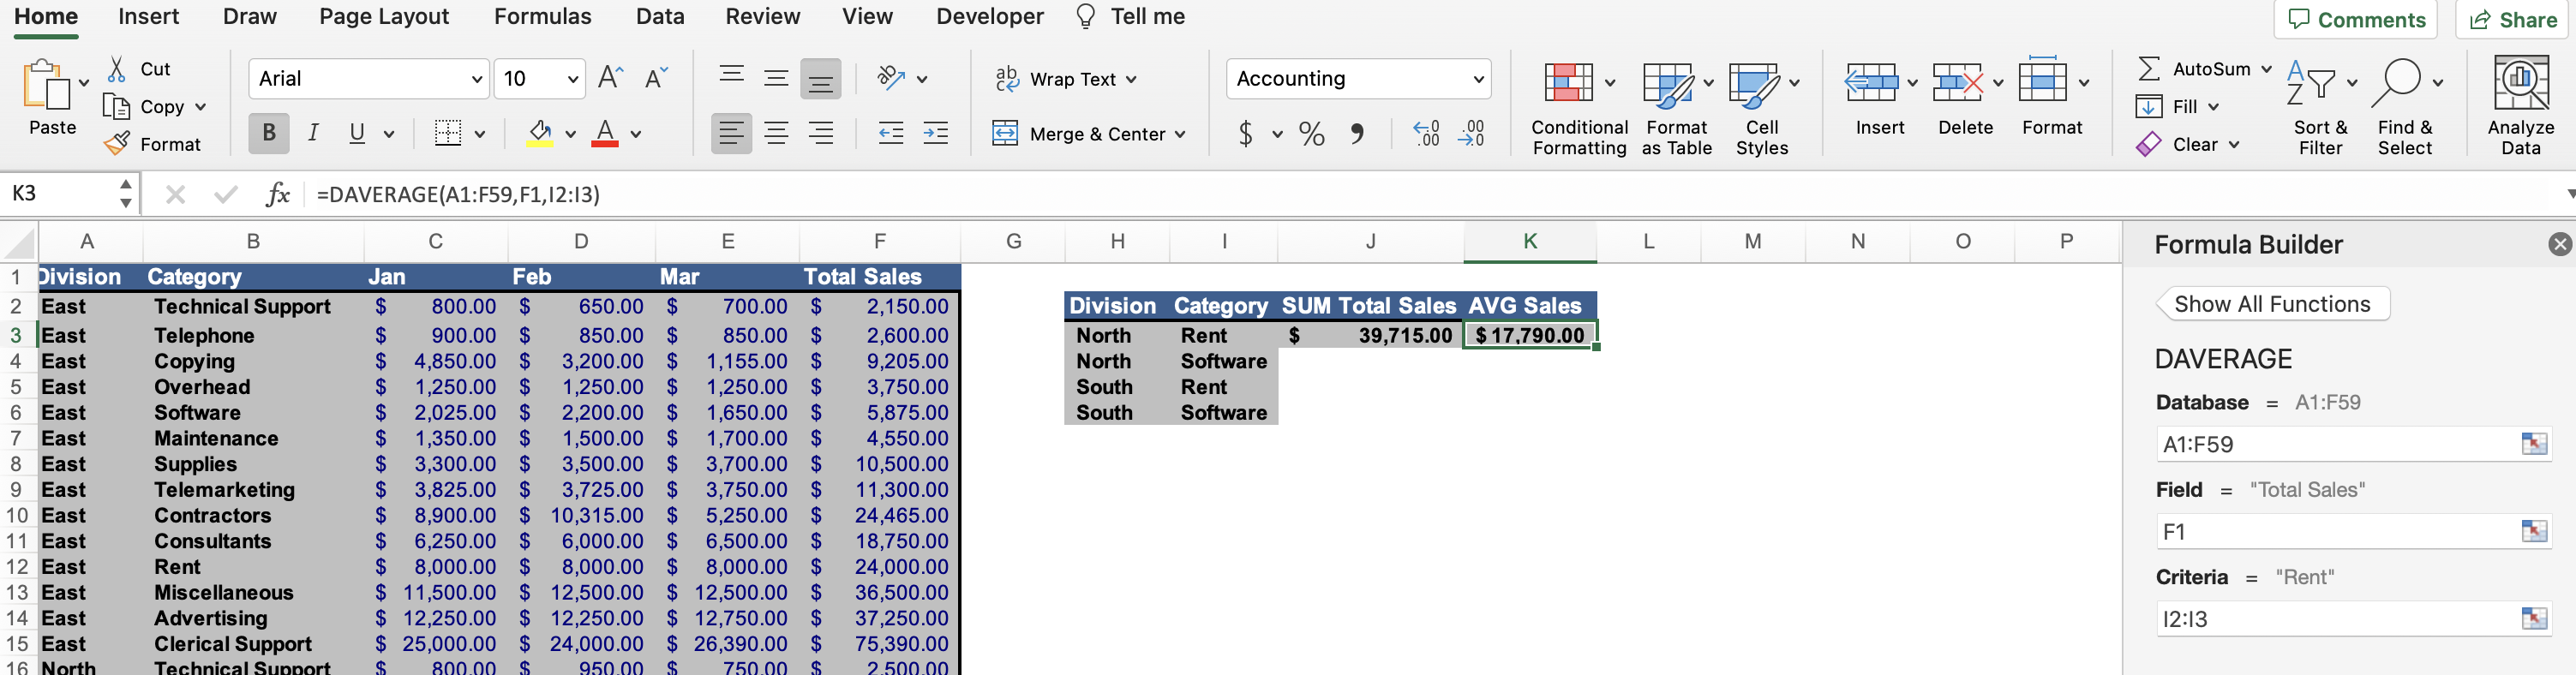 Home Insert Draw Page Layout Formulas Data Review View Developer Tell me Comments Share
Paste
Cut
Copy
Format
Arial 10 A A
B I U A
ab Wrap Text
Merge & Center
Accounting
$ % , .00 .00
Conditional Formatting
Format as Table
Cell Styles
Insert
Delete
Format
AutoSum
Fill
Clear
Sort & Filter
Find & Select
Analyze Data
K3 fx =DAVERAGE(A1:F59,F1,I2:I3)
A B C D E F G H I J K L M N O P
1 Division Category Jan Feb Mar Total Sales
2 East Technical Support $ 800.00 $ 650.00 $ 700.00 $ 2,150.00 Division Category SUM Total Sales AVG Sales
3 East Telephone $ 900.00 $ 850.00 $ 850.00 $ 2,600.00 North Rent $ 39,715.00 $ 17,790.00
4 East Copying $ 4,850.00 $ 3,200.00 $ 1,155.00 $ 9,205.00 North Software
5 East Overhead $ 1,250.00 $ 1,250.00 $ 1,250.00 $ 3,750.00 South Rent
6 East Software $ 2,025.00 $ 2,200.00 $ 1,650.00 $ 5,875.00 South Software
7 East Maintenance $ 1,350.00 $ 1,500.00 $ 1,700.00 $ 4,550.00
8 East Supplies $ 3,300.00 $ 3,500.00 $ 3,700.00 $ 10,500.00
9 East Telemarketing $ 3,825.00 $ 3,725.00 $ 3,750.00 $ 11,300.00
10 East Contractors $ 8,900.00 $ 10,315.00 $ 5,250.00 $ 24,465.00
11 East Consultants $ 6,250.00 $ 6,000.00 $ 6,500.00 $ 18,750.00
12 East Rent $ 8,000.00 $ 8,000.00 $ 8,000.00 $ 24,000.00
13 East Miscellaneous $ 11,500.00 $ 12,500.00 $ 12,500.00 $ 36,500.00
14 East Advertising $ 12,250.00 $ 12,250.00 $ 12,750.00 $ 37,250.00
15 East Clerical Support $ 25,000.00 $ 24,000.00 $ 26,390.00 $ 75,390.00
16 North Technical Support $ 800.00 $ 950.00 $ 750.00 $ 2,500.00
Formula Builder
Show All Functions
DAVERAGE
Database = A1:F59
A1:F59
Field = "Total Sales"
F1
Criteria = "Rent"
I2:I3